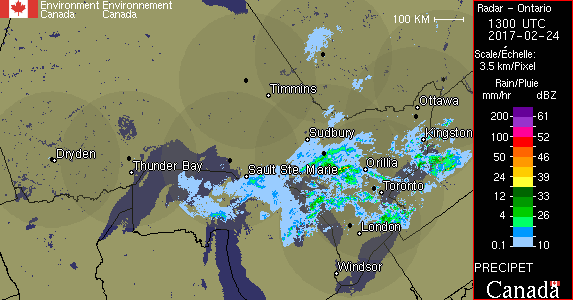 Environment Environnement
Canada Canada
100 KM
Timmins
Ottawa
Sudbury
Kingston
Dryden
Thunder Bay
Sault Ste. Marie
Orillia
Toronto
London
Windsor
Radar - Ontario
1300 UTC
2017-02-24
Scale/Échelle:
3.5 km/Pixel
Rain/Pluie
mm/hr dBZ
200 61
100 52
50 46
24 39
12 33
4 26
0.1 10
PRECIPET
Canada